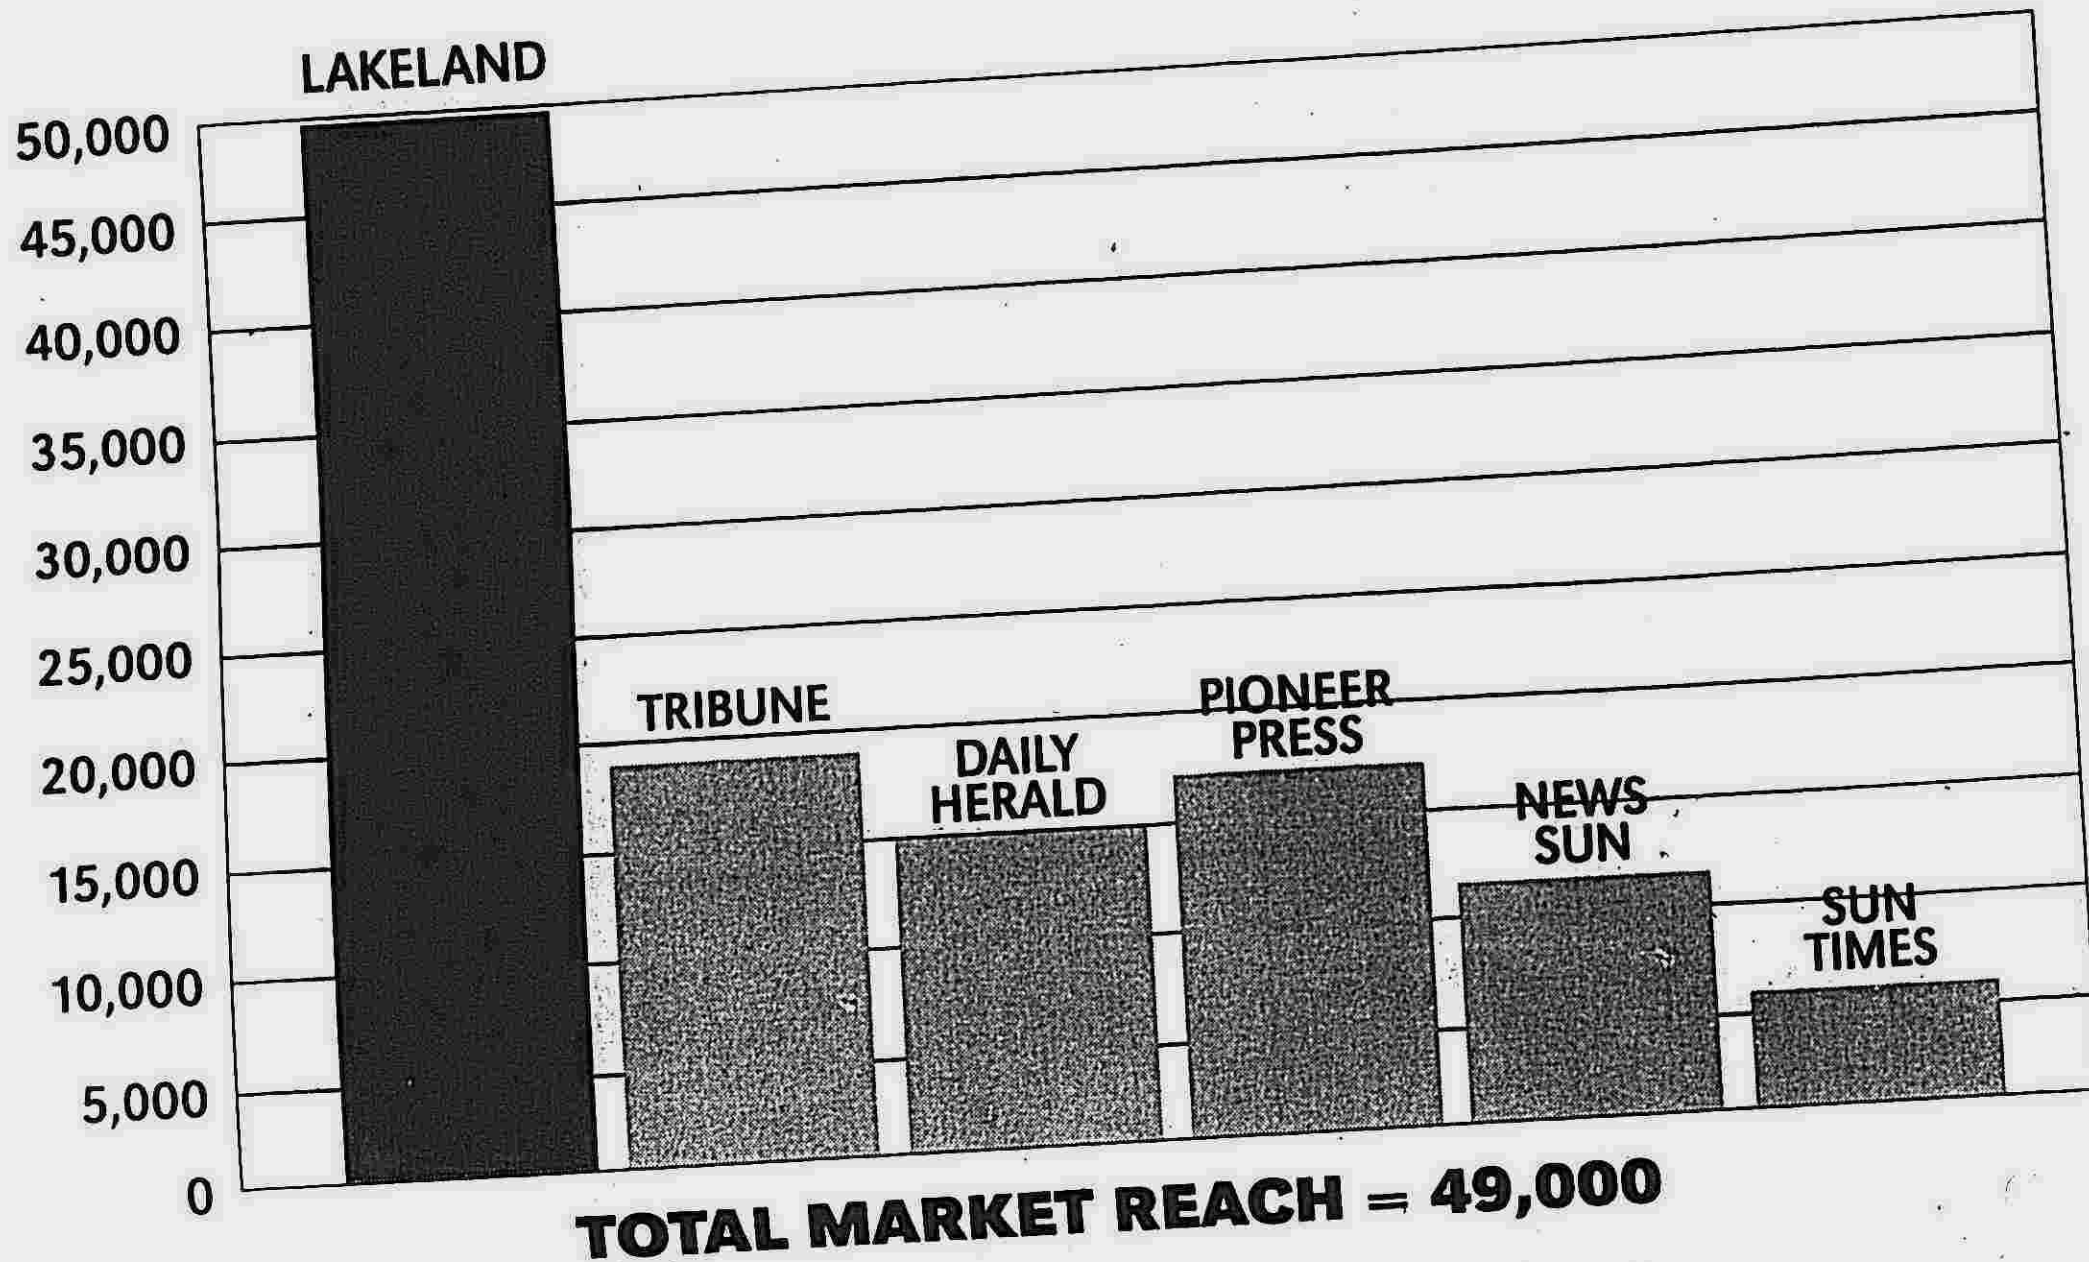 LAKELAND
50,000
45,000
40,000
35,000
30,000
25,000
20,000
15,000
10,000
5,000
0
TRIBUNE
DAILY
HERALD
PIONEER
PRESS
NEWS
SUN
SUN
TIMES
TOTAL MARKET REACH = 49,000